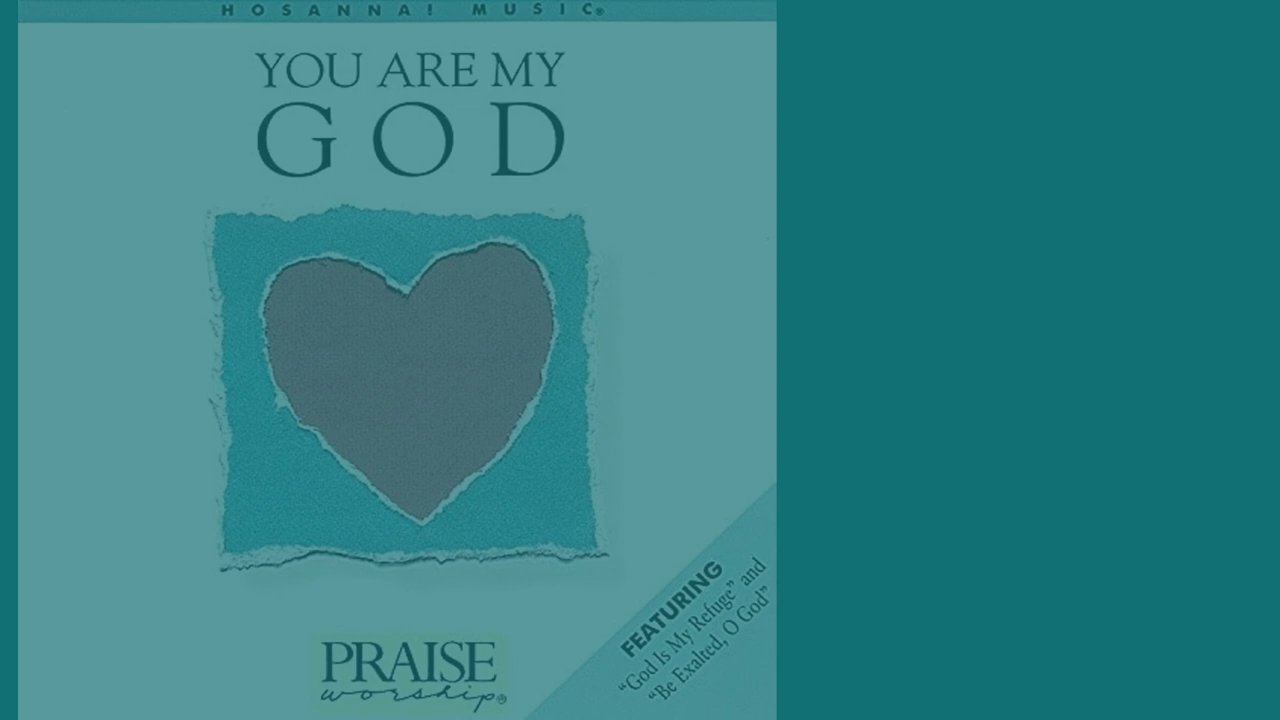 HOSANNA! MUSIC®
YOU ARE MY
GOD
FEATURING
“God Is My Refuge” and
“Be Exalted, O God”
PRAISE
worship®